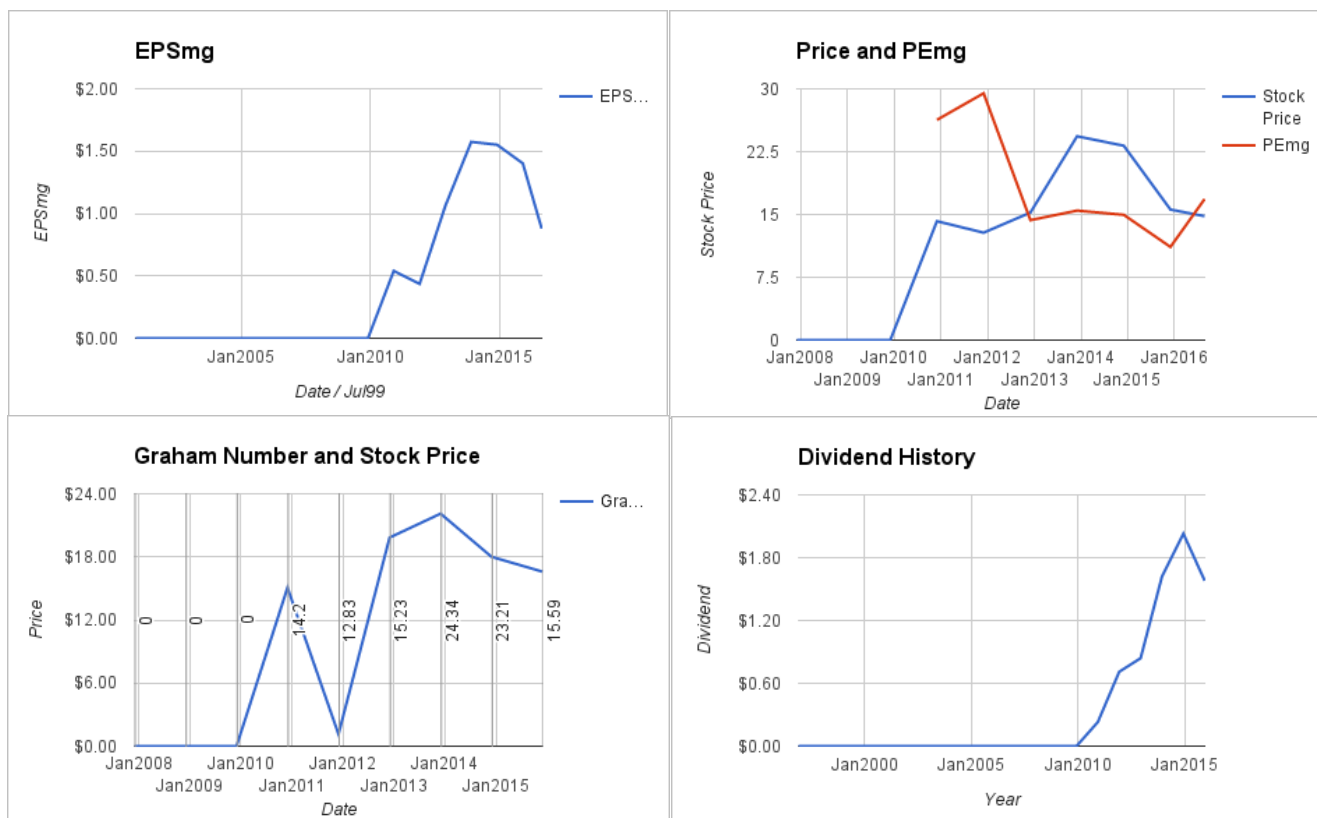 EPSmg
$2.00
$1.50
$1.00
$0.50
$0.00
EPSmg
EPS...
Jan2005
Jan2010
Jan2015
Date / Jul99
Price and PEmg
30
22.5
15
7.5
0
Stock Price
Stock
Price
PEmg
Jan2008
Jan2010
Jan2012
Jan2014
Jan2016
Jan2009
Jan2011
Jan2013
Jan2015
Date
Graham Number and Stock Price
$24.00
$18.00
$12.00
$6.00
$0.00
Price
Gra...
0
0
0
14.2
12.83
15.23
24.34
23.21
15.59
Jan2008
Jan2010
Jan2012
Jan2014
Jan2009
Jan2011
Jan2013
Jan2015
Date
Dividend History
$2.40
$1.80
$1.20
$0.60
$0.00
Dividend
Jan2000
Jan2005
Jan2010
Jan2015
Year